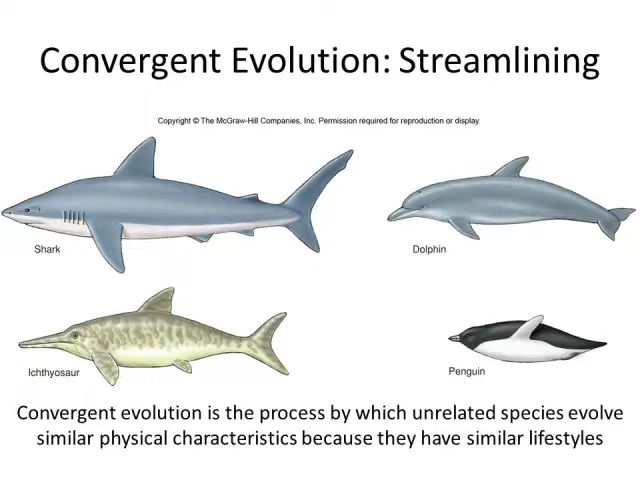 Convergent Evolution: Streamlining
Copyright © The McGraw-Hill Companies, Inc. Permission required for reproduction or display.
Shark
Dolphin
Ichthyosaur
Penguin
Convergent evolution is the process by which unrelated species evolve
similar physical characteristics because they have similar lifestyles